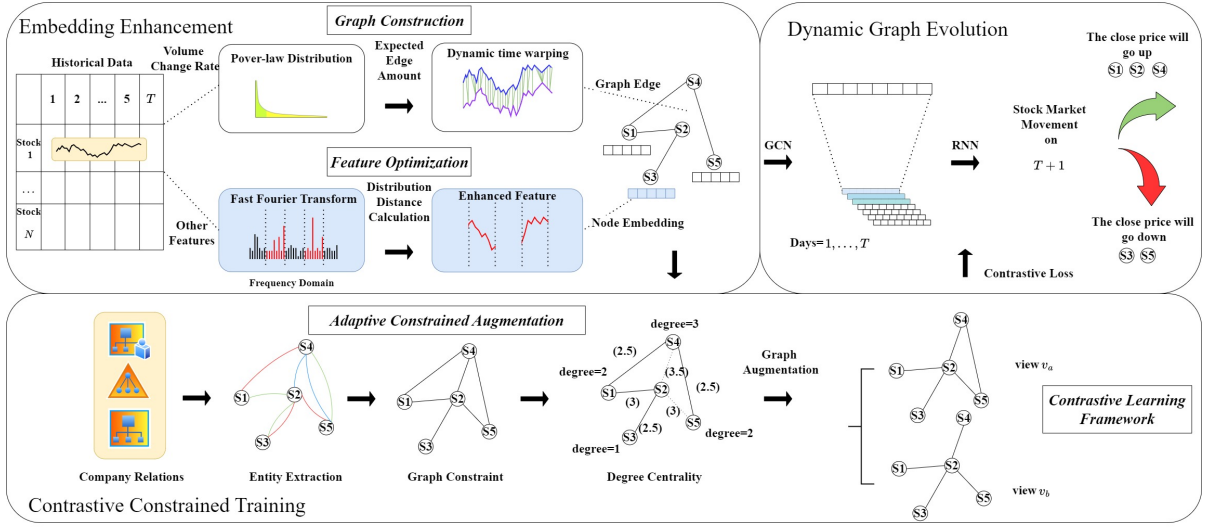 Embedding Enhancement
Graph Construction
Historical Data
1 2 ... 5 T
Stock
1
...
Stock
N
Volume
Change Rate
Pover-law Distribution
Expected
Edge
Amount
Dynamic time warping
Graph Edge
S4
S1
S2
S5
S3
Feature Optimization
Other
Features
Fast Fourier Transform
Frequency Domain
Distribution
Distance
Calculation
Enhanced Feature
Node Embedding
Dynamic Graph Evolution
GCN
Days= 1, . . . , T
RNN
Stock Market
Movement
on
T + 1
The close price will
go up
S1 S2 S4
The close price will
go down
S3 S5
Contrastive Loss
Adaptive Constrained Augmentation
Company Relations
S4
S1
S2
S5
S3
Entity Extraction
S4
S1
S2
S5
S3
Graph Constraint
degree=3
S4
(2.5)
degree=2
(3.5)
(2.5)
S1
S2
(3)
(3)
S5
(2.5)
S3
degree=2
degree=1
Degree Centrality
Graph
Augmentation
S4
S1
S2
S5
S3
view va
S4
S1
S2
S5
S3
view vb
Contrastive Learning
Framework
Contrastive Constrained Training